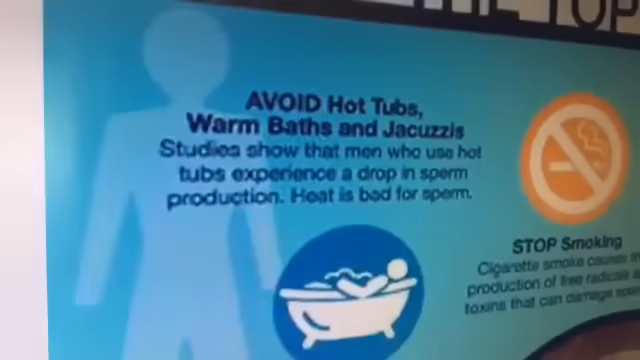 THE TOP
AVOID Hot Tubs,
Warm Baths and Jacuzzis
Studies show that men who use hot
tubs experience a drop in sperm
production. Heat is bad for sperm.
STOP Smoking
Cigarette smoke causes
production of free radicals
toxins that can damage